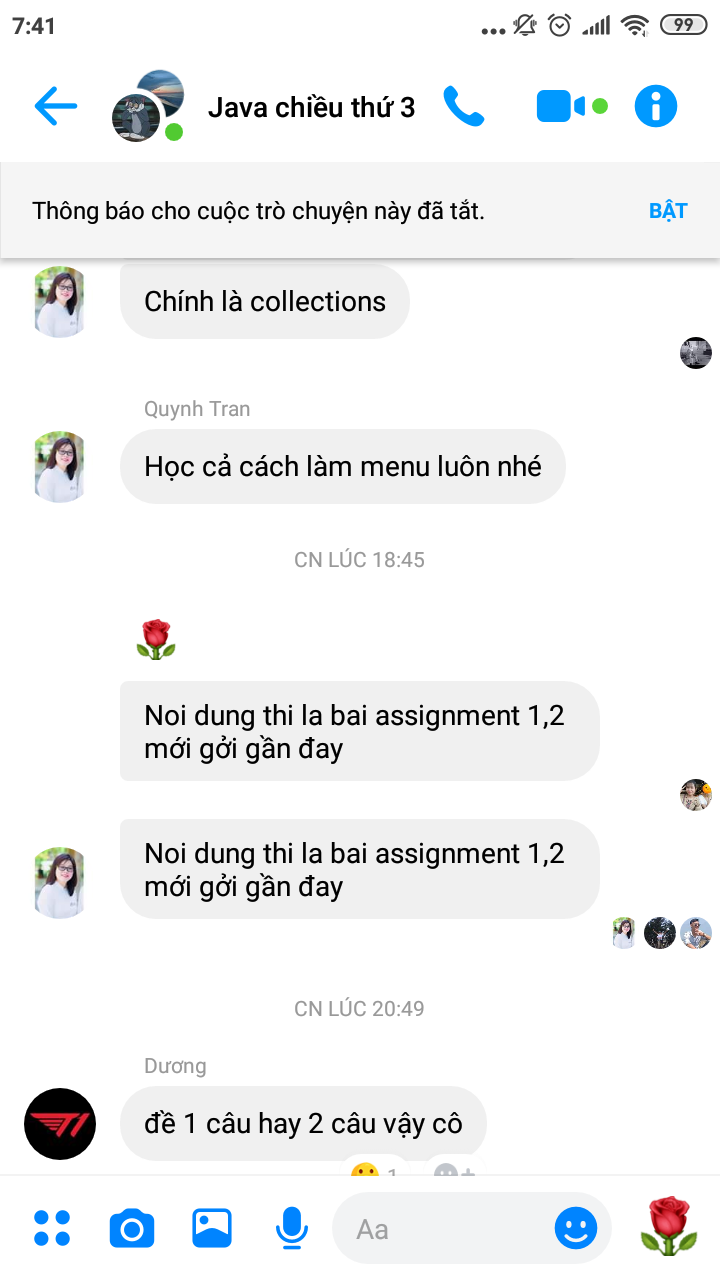 7:41
99
Java chiều thứ 3
Thông báo cho cuộc trò chuyện này đã tắt.
BẬT
Chính là collections
Quynh Tran
Học cả cách làm menu luôn nhé
CN LÚC 18:45
Noi dung thi la bai assignment 1,2
mới gởi gần đay
Noi dung thi la bai assignment 1,2
mới gởi gần đay
CN LÚC 20:49
Dương
T1
đề 1 câu hay 2 câu vậy cô
1
Aa